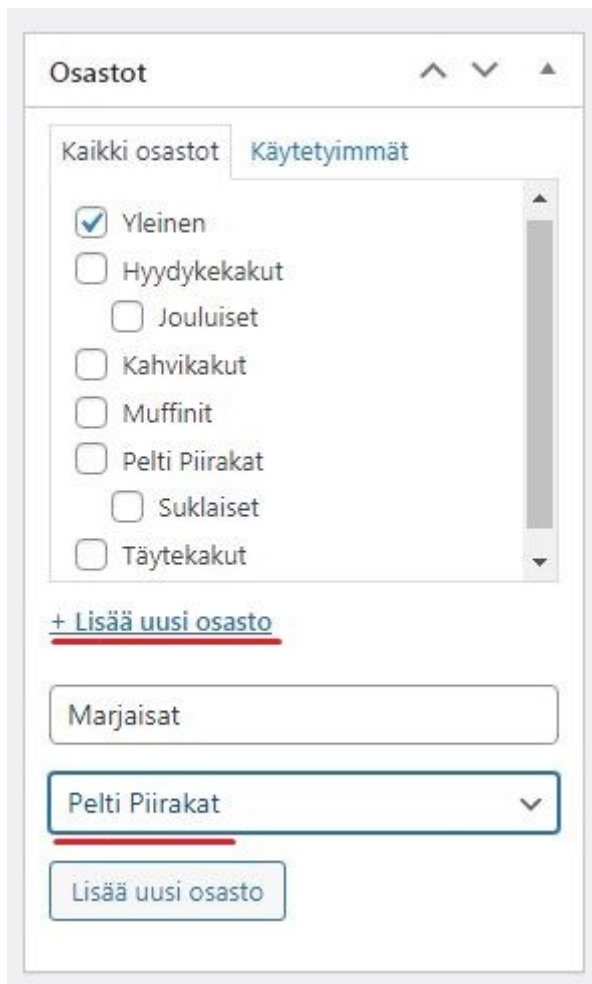 Osastot
Kaikki osastot Käytetyimmät
Yleinen
Hyydykekakut
Jouluiset
Kahvikakut
Muffinit
Pelti Piirakat
Suklaiset
Täytekakut
+ Lisää uusi osasto
Marjaisat
Pelti Piirakat
Lisää uusi osasto